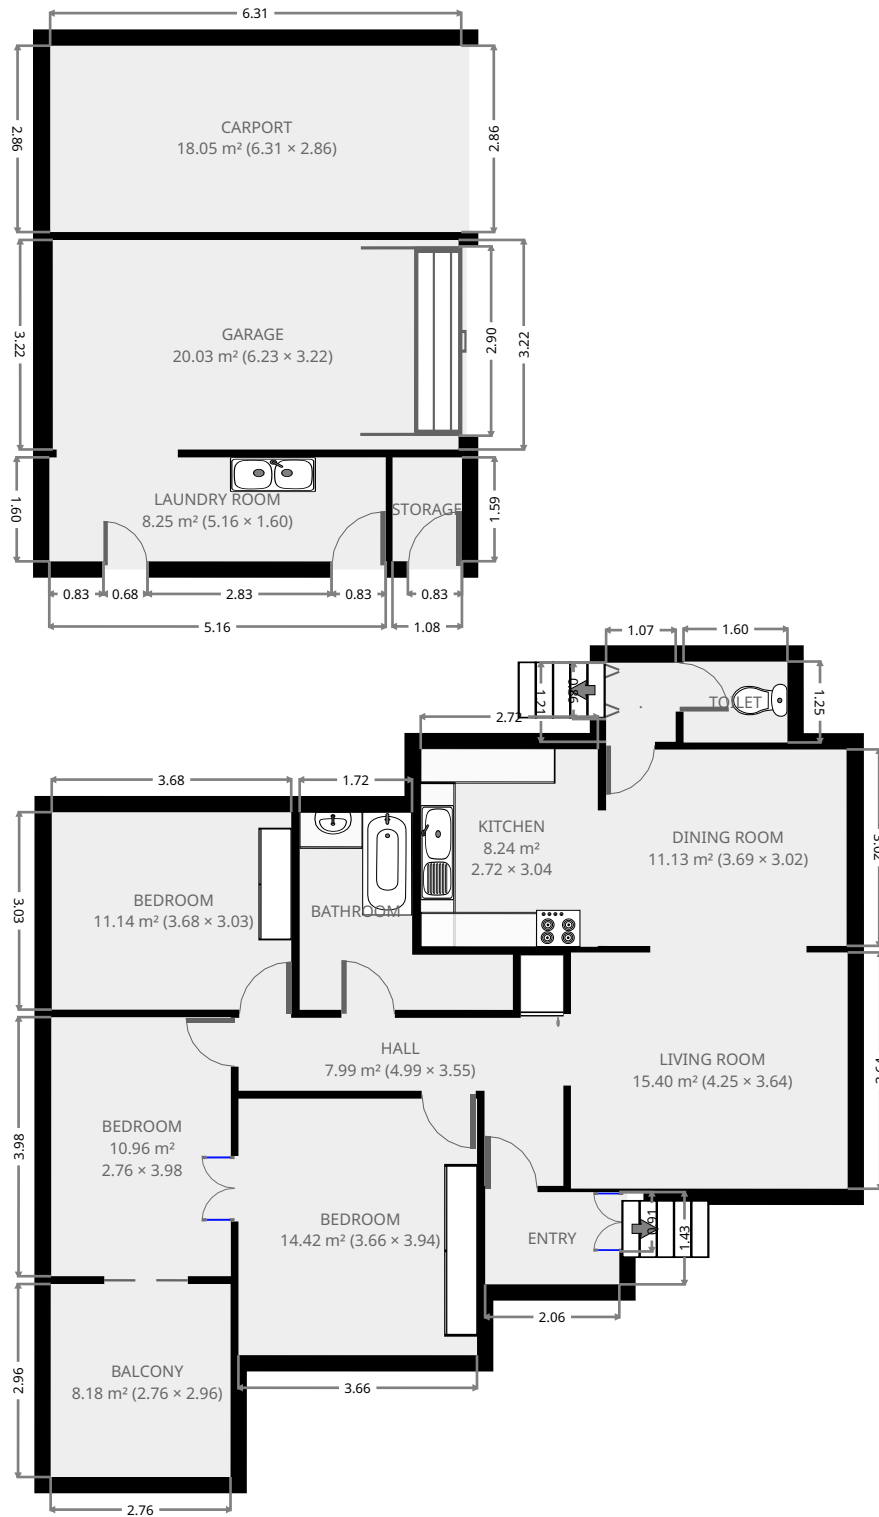 6.31
2.86
2.86
CARPORT
18.05 m² (6.31 × 2.86)
3.22
2.90
3.22
GARAGE
20.03 m² (6.23 × 3.22)
1.60
1.59
LAUNDRY ROOM
8.25 m² (5.16 × 1.60)
STORAGE
0.83
0.68
2.83
0.83
0.83
5.16
1.08
1.07
1.60
1.21
0.86
TOILET
1.25
2.72
3.68
1.72
KITCHEN
8.24 m²
2.72 × 3.04
DINING ROOM
11.13 m² (3.69 × 3.02)
3.03
BEDROOM
11.14 m² (3.68 × 3.03)
BATHROOM
HALL
7.99 m² (4.99 × 3.55)
LIVING ROOM
15.40 m² (4.25 × 3.64)
3.98
BEDROOM
10.96 m²
2.76 × 3.98
BEDROOM
14.42 m² (3.66 × 3.94)
ENTRY
0.91
1.43
2.06
2.96
BALCONY
8.18 m² (2.76 × 2.96)
3.66
2.76